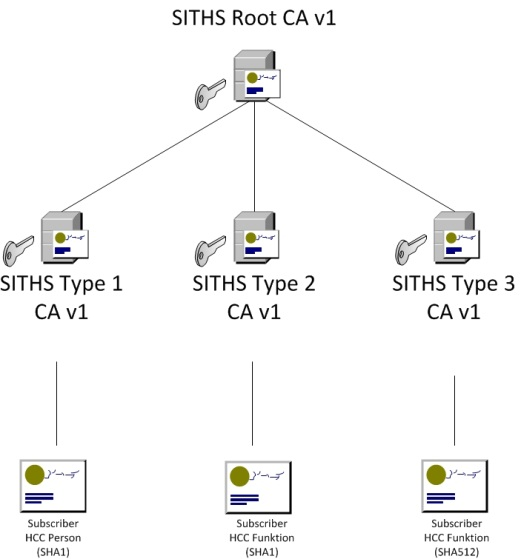 SITHS Root CA v1
SITHS Type 1
CA v1
SITHS Type 2
CA v1
SITHS Type 3
CA v1
Subscriber
HCC Person
(SHA1)
Subscriber
HCC Funktion
(SHA1)
Subscriber
HCC Funktion
(SHA512)